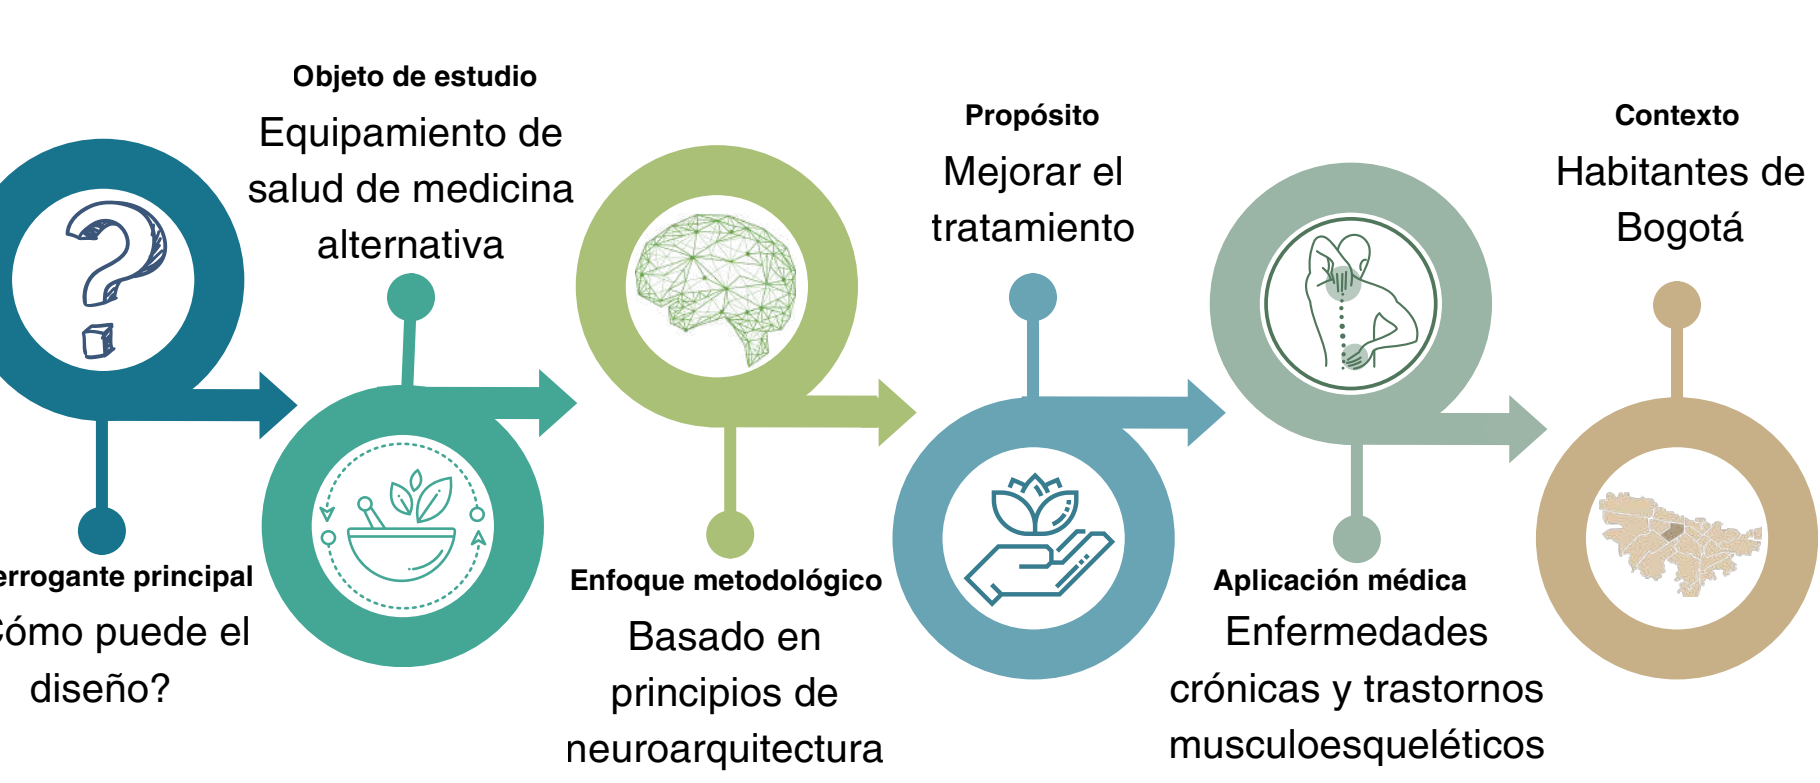 Objeto de estudio
Equipamiento de
salud de medicina
alternativa
Propósito
Mejorar el
tratamiento
Contexto
Habitantes de
Bogotá
errogante principal
Cómo puede el
diseño?
Enfoque metodológico
Basado en
principios de
neuroarquitectura
Aplicación médica
Enfermedades
crónicas y trastornos
musculoesqueléticos